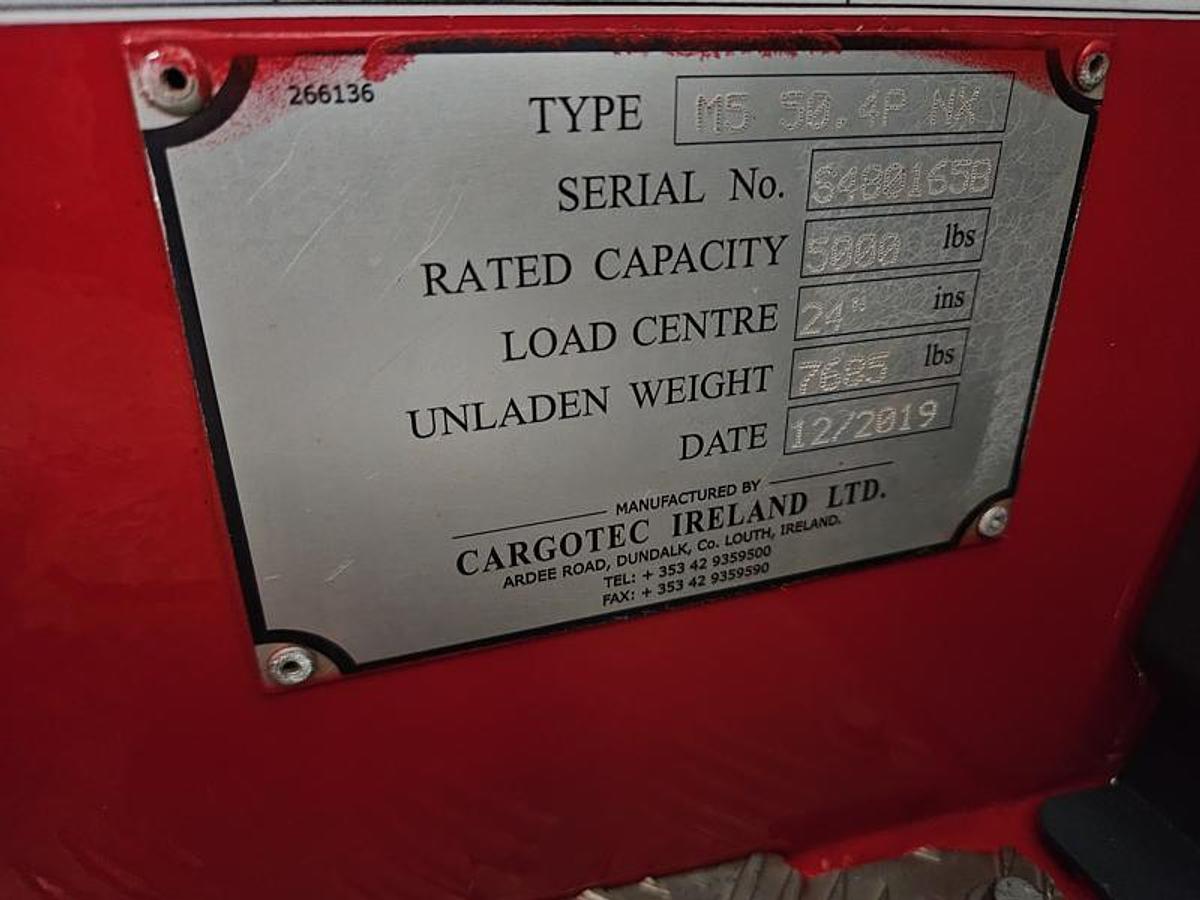 266136
TYPE M5 50.4P NX
SERIAL No. S480165B
RATED CAPACITY 5000 lbs
LOAD CENTRE 24" ins
UNLADEN WEIGHT 7685 lbs
DATE 12/2019
MANUFACTURED BY
CARGOTEC IRELAND LTD.
ARDEE ROAD, DUNDALK, Co. LOUTH, IRELAND.
TEL: + 353 42 9359500
FAX: + 353 42 9359590